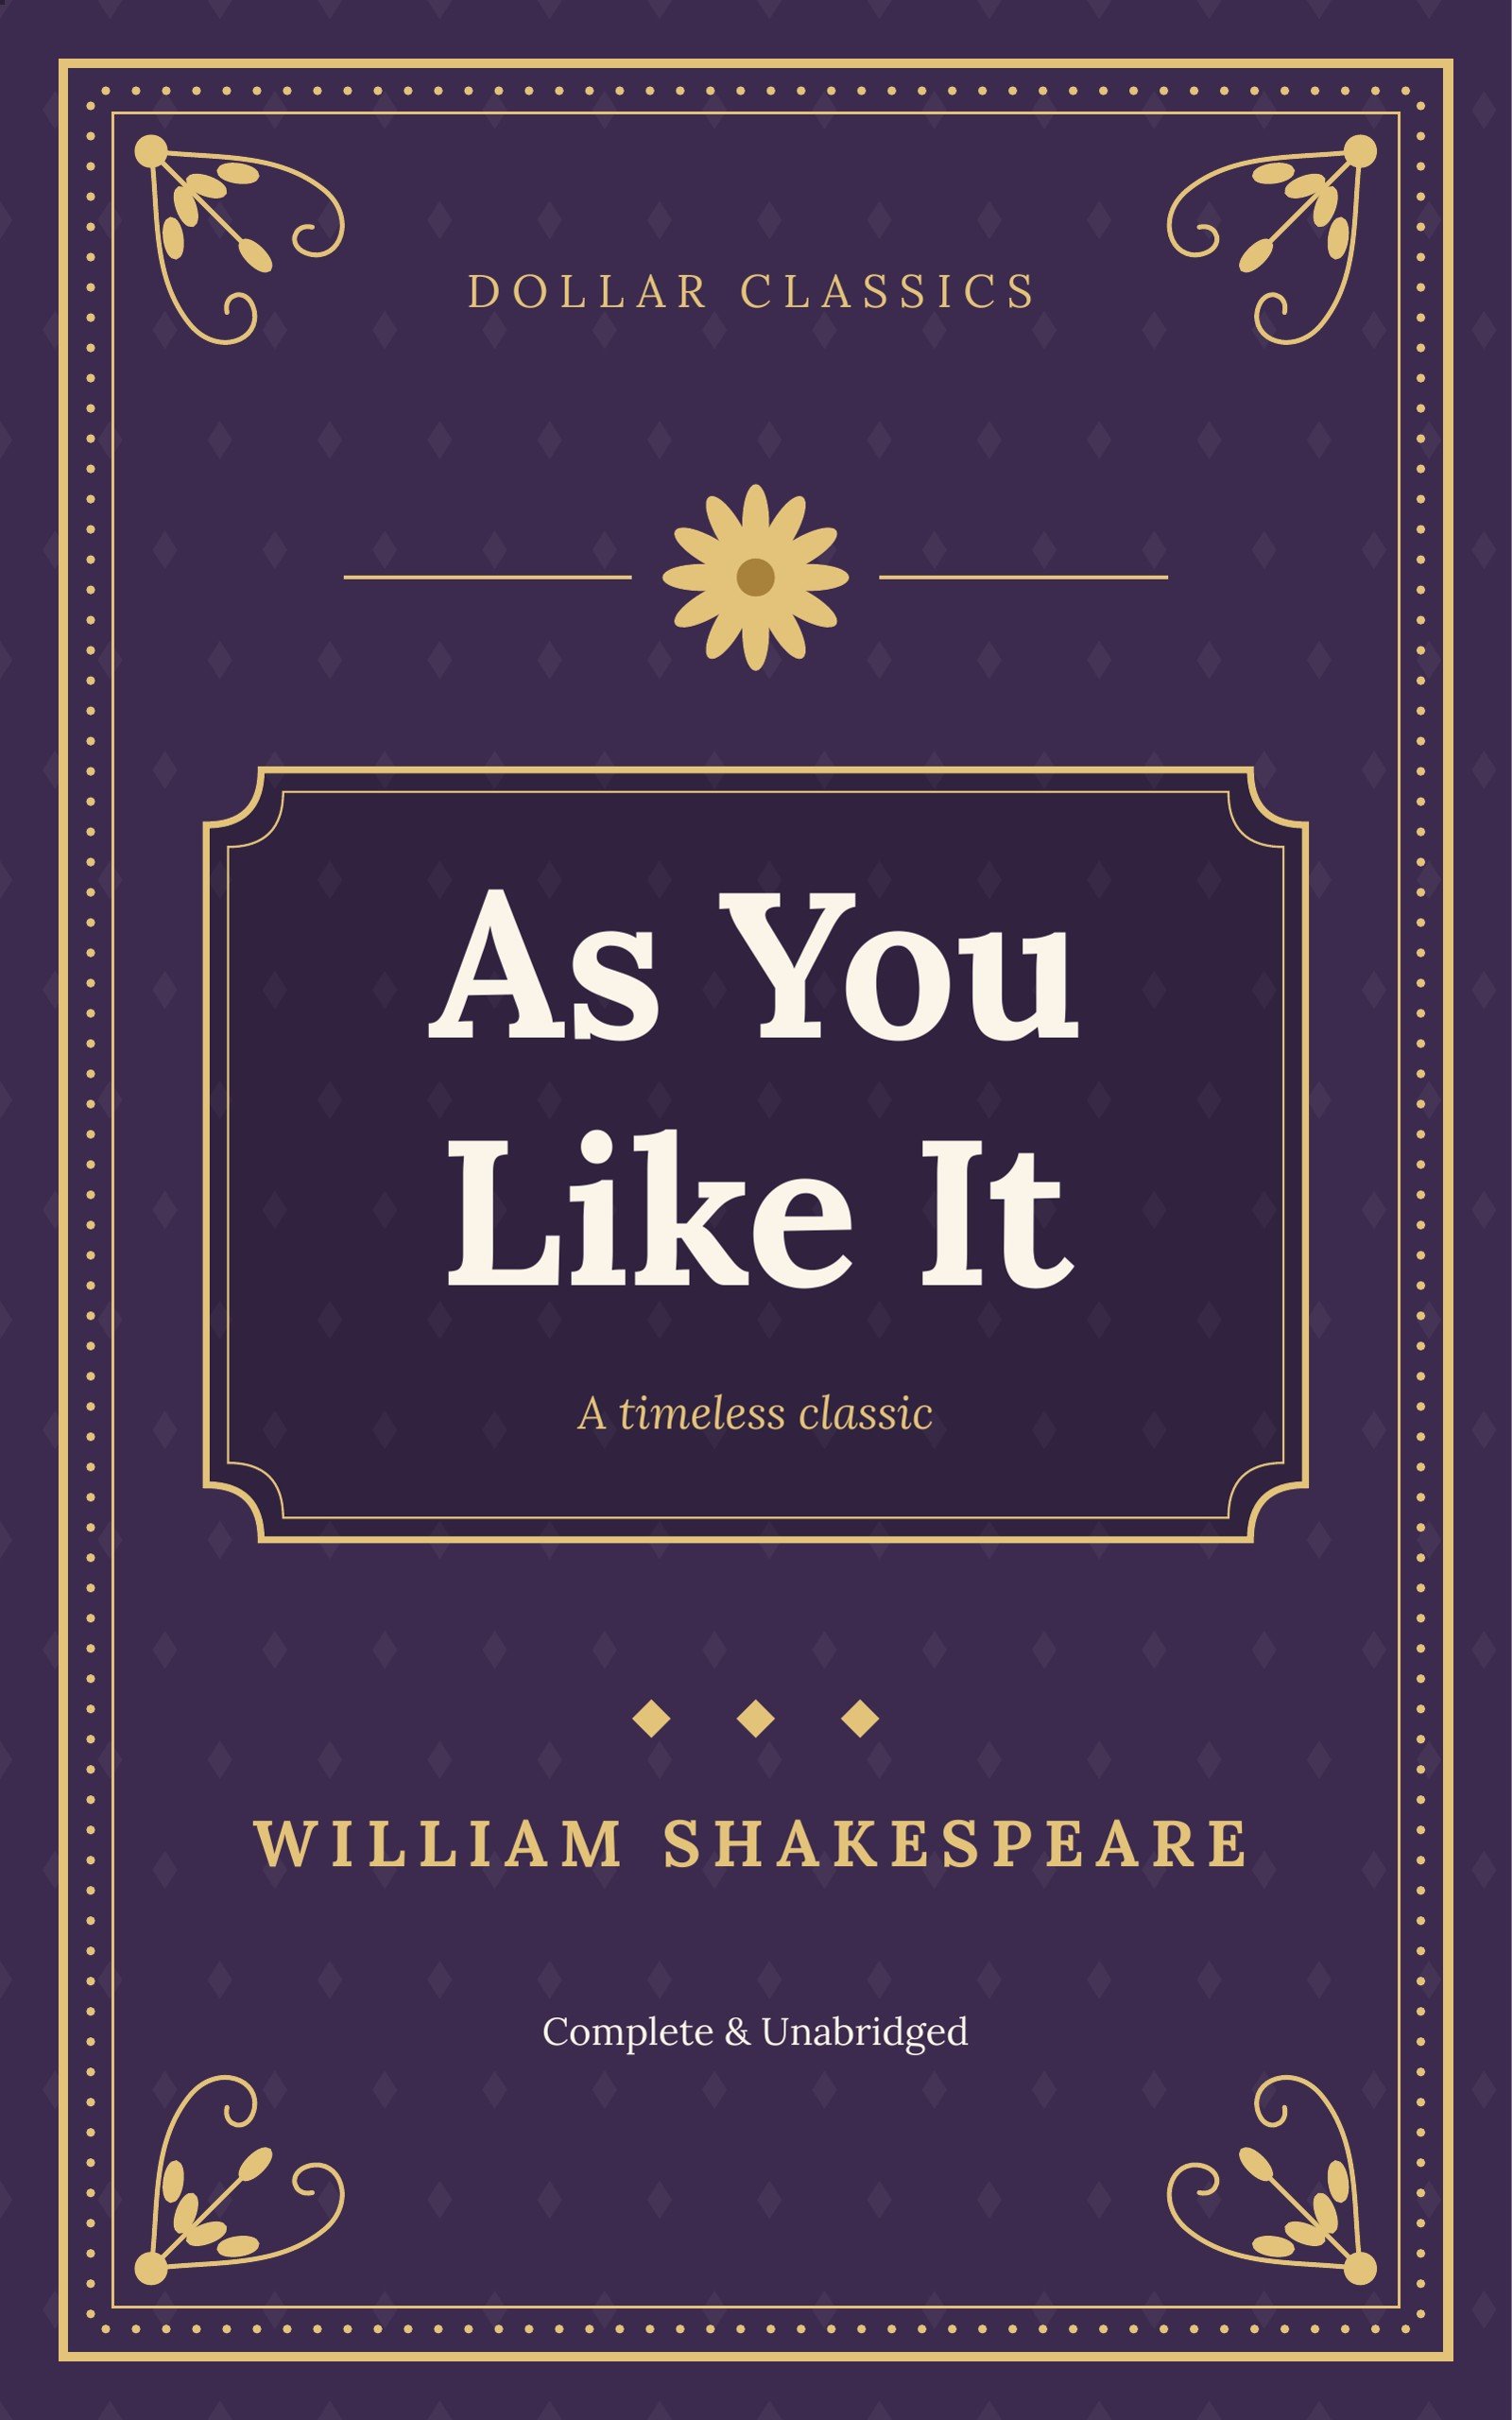 DOLLAR CLASSICS
As You
Like It
A timeless classic
WILLIAM SHAKESPEARE
Complete & Unabridged